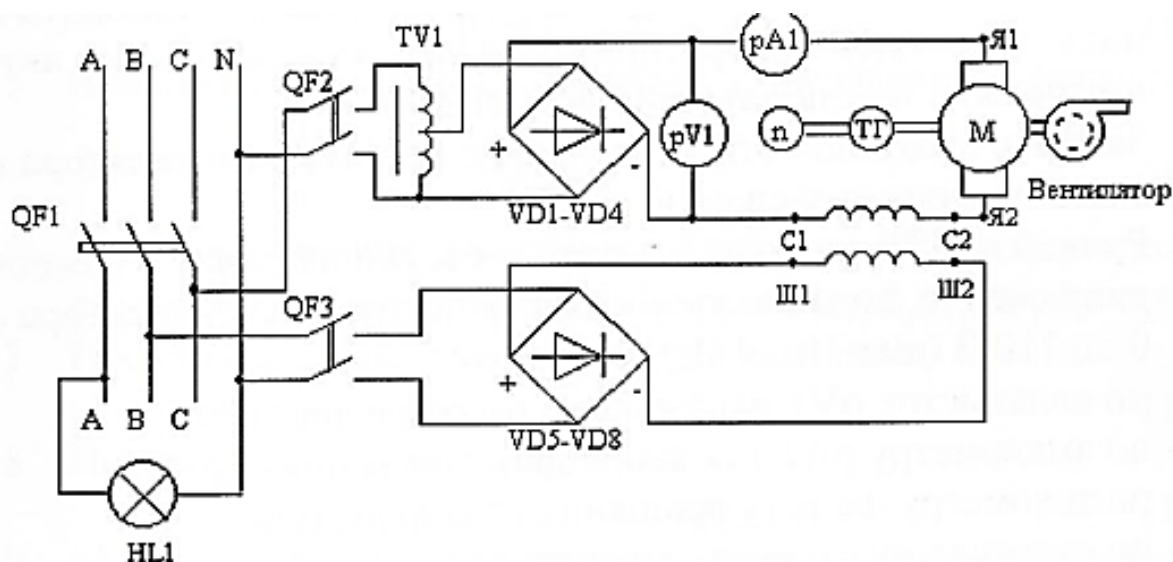 A B C N
TV1
pA1
Я1
QF2
pV1
n
ТГ
М
+
-
Вентилятор
QF1
VD1-VD4
C1
C2
Я2
Ш1
Ш2
QF3
+
-
A B C
VD5-VD8
HL1